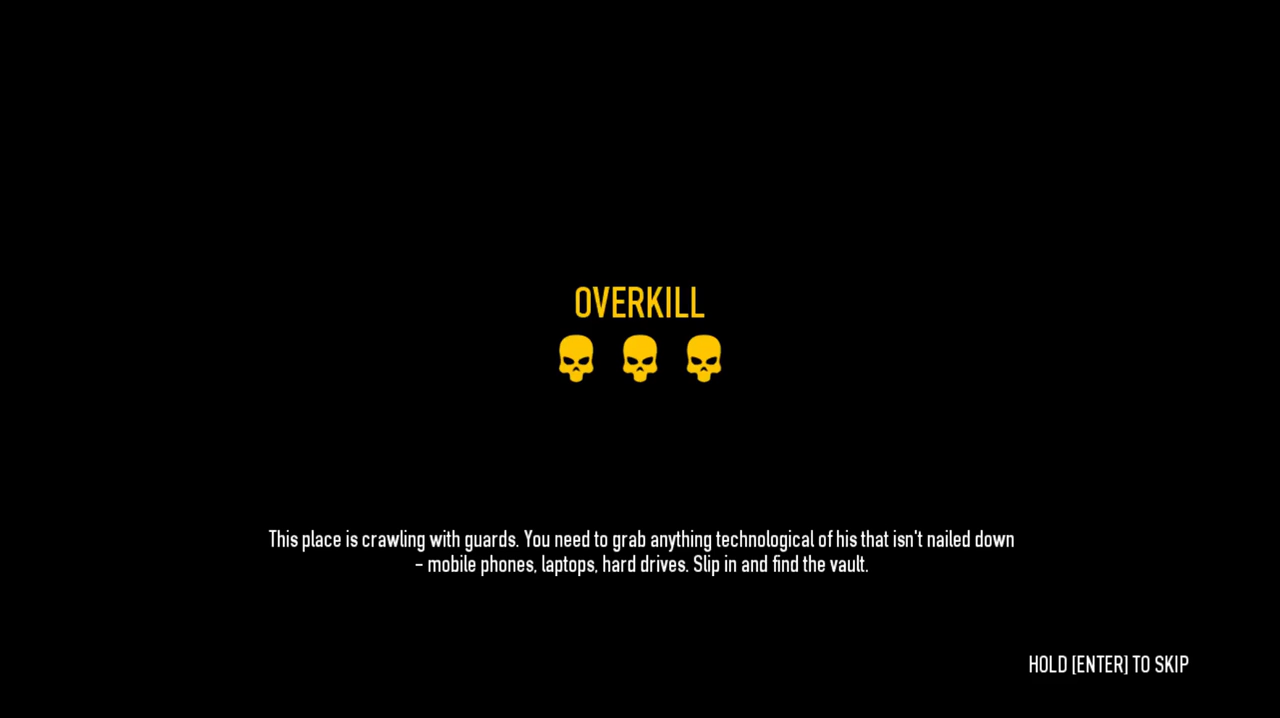 OVERKILL
This place is crawling with guards. You need to grab anything technological of his that isn't nailed down
- mobile phones, laptops, hard drives. Slip in and find the vault.
HOLD [ENTER] TO SKIP